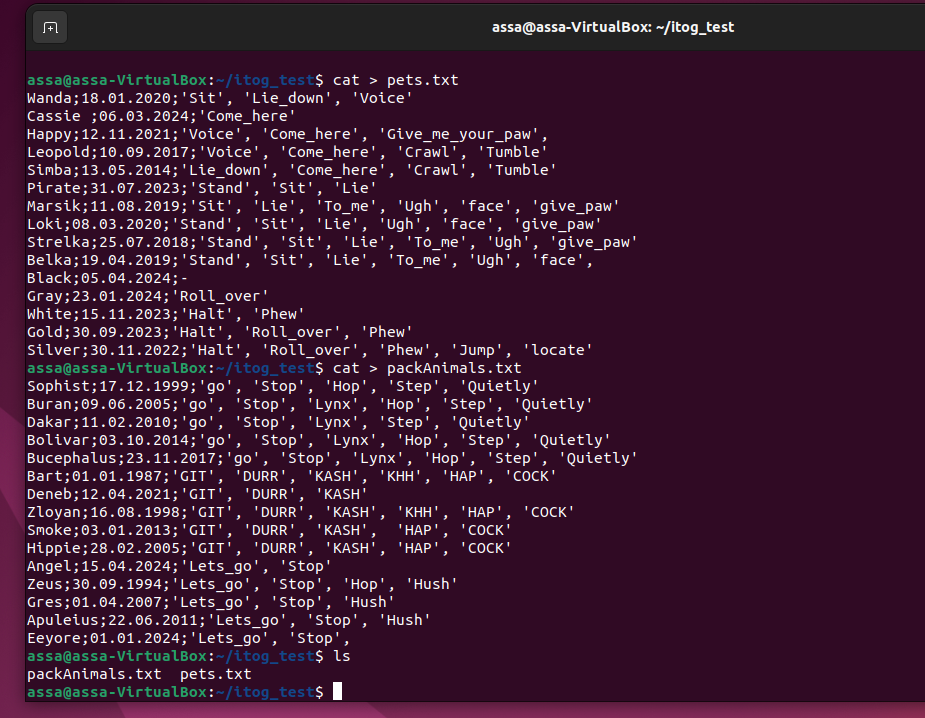 assa@assa-VirtualBox: ~/itog_test
assa@assa-VirtualBox:~/itog_test$ cat > pets.txt
Wanda;18.01.2020;'Sit', 'Lie_down', 'Voice'
Cassie ;06.03.2024;'Come_here'
Happy;12.11.2021;'Voice', 'Come_here', 'Give_me_your_paw',
Leopold;10.09.2017;'Voice', 'Come_here', 'Crawl', 'Tumble'
Simba;13.05.2014;'Lie_down', 'Come_here', 'Crawl', 'Tumble'
Pirate;31.07.2023;'Stand', 'Sit', 'Lie'
Marsik;11.08.2019;'Sit', 'Lie', 'To_me', 'Ugh', 'face', 'give_paw'
Loki;08.03.2020;'Stand', 'Sit', 'Lie', 'Ugh', 'face', 'give_paw'
Strelka;25.07.2018;'Stand', 'Sit', 'Lie', 'To_me', 'Ugh', 'give_paw'
Belka;19.04.2019;'Stand', 'Sit', 'Lie', 'To_me', 'Ugh', 'face',
Black;05.04.2024;-
Gray;23.01.2024;'Roll_over'
White;15.11.2023;'Halt', 'Phew'
Gold;30.09.2023;'Halt', 'Roll_over', 'Phew'
Silver;30.11.2022;'Halt', 'Roll_over', 'Phew', 'Jump', 'locate'
assa@assa-VirtualBox:~/itog_test$ cat > packAnimals.txt
Sophist;17.12.1999;'go', 'Stop', 'Hop', 'Step', 'Quietly'
Buran;09.06.2005;'go', 'Stop', 'Lynx', 'Hop', 'Step', 'Quietly'
Dakar;11.02.2010;'go', 'Stop', 'Lynx', 'Step', 'Quietly'
Bolivar;03.10.2014;'go', 'Stop', 'Lynx', 'Hop', 'Step', 'Quietly'
Bucephalus;23.11.2017;'go', 'Stop', 'Lynx', 'Hop', 'Step', 'Quietly'
Bart;01.01.1987;'GIT', 'DURR', 'KASH', 'KHH', 'HAP', 'COCK'
Deneb;12.04.2021;'GIT', 'DURR', 'KASH'
Zloyan;16.08.1998;'GIT', 'DURR', 'KASH', 'KHH', 'HAP', 'COCK'
Smoke;03.01.2013;'GIT', 'DURR', 'KASH', 'HAP', 'COCK'
Hippie;28.02.2005;'GIT', 'DURR', 'KASH', 'HAP', 'COCK'
Angel;15.04.2024;'Lets_go', 'Stop'
Zeus;30.09.1994;'Lets_go', 'Stop', 'Hop', 'Hush'
Gres;01.04.2007;'Lets_go', 'Stop', 'Hush'
Apuleius;22.06.2011;'Lets_go', 'Stop', 'Hush'
Eeyore;01.01.2024;'Lets_go', 'Stop',
assa@assa-VirtualBox:~/itog_test$ ls
packAnimals.txt  pets.txt
assa@assa-VirtualBox:~/itog_test$